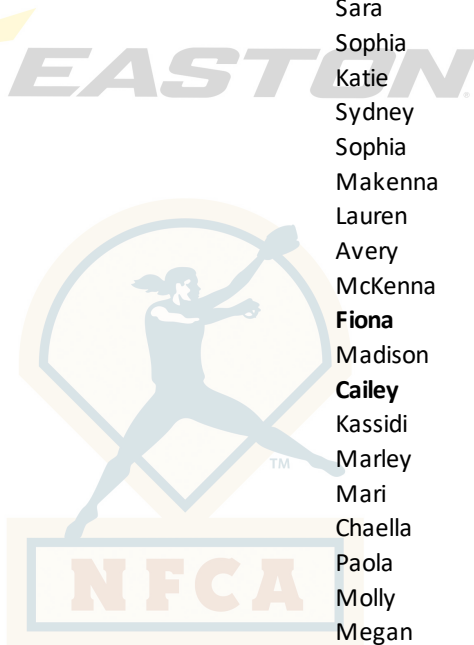 Sara
EASTON
Sophia
Katie
Sydney
Sophia
Makenna
Lauren
Avery
McKenna
Fiona
Madison
Cailey
Kassidi
Marley
TM
Mari
Chaella
Paola
NFCA
Molly
Megan